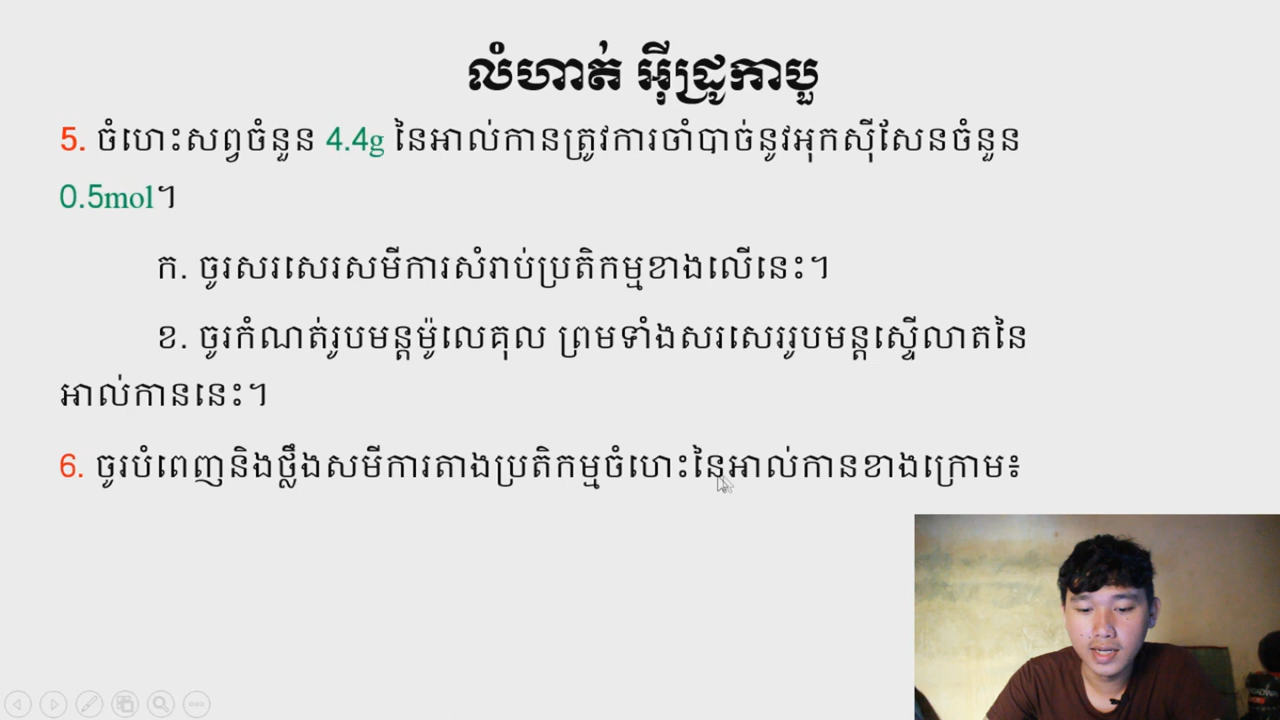 លំហាត់ អ៊ីដ្រូកាបួ
5. ចំហេះសព្វចំនួន 4.4g នៃអាល់កានត្រូវការចាំបាច់នូវអុកស៊ីសែនចំនួន
0.5mol។
ក. ចូរសរសេរសមីការសំរាប់ប្រតិកម្មខាងលើនេះ។
ខ. ចូរកំណត់រូបមន្តម៉ូលេគុល ព្រមទាំងសរសេររូបមន្តស្ទើលាតនៃ
អាល់កាននេះ។
6. ចូរបំពេញនិងថ្លឹងសមីការតាងប្រតិកម្មចំហេះនៃអាល់កានខាងក្រោម៖